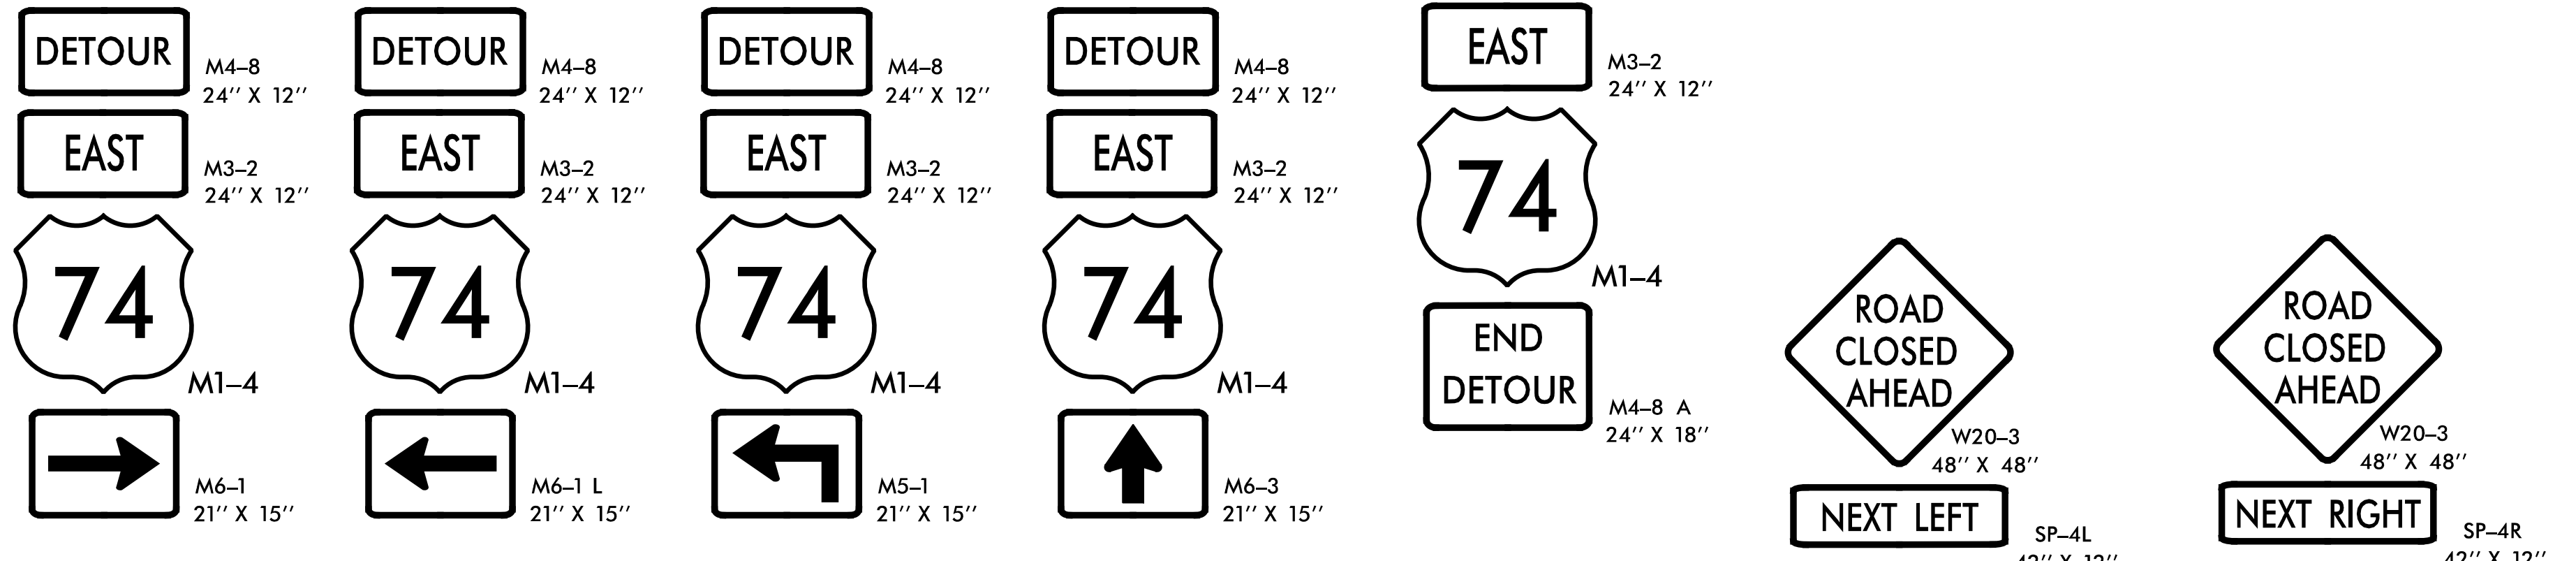 DETOUR
M4–8
24'' X 12''
EAST
M3–2
24'' X 12''
74
M1–4
M6–1
21'' X 15''
DETOUR
M4–8
24'' X 12''
EAST
M3–2
24'' X 12''
74
M1–4
M6–1 L
21'' X 15''
DETOUR
M4–8
24'' X 12''
EAST
M3–2
24'' X 12''
74
M1–4
M5–1
21'' X 15''
DETOUR
M4–8
24'' X 12''
EAST
M3–2
24'' X 12''
74
M1–4
M6–3
21'' X 15''
EAST
M3–2
24'' X 12''
74
M1–4
END
DETOUR
M4–8 A
24'' X 18''
ROAD
CLOSED
AHEAD
W20–3
48'' X 48''
NEXT LEFT
SP–4L
42'' X 12''
ROAD
CLOSED
AHEAD
W20–3
48'' X 48''
NEXT RIGHT
SP–4R
42'' X 12''